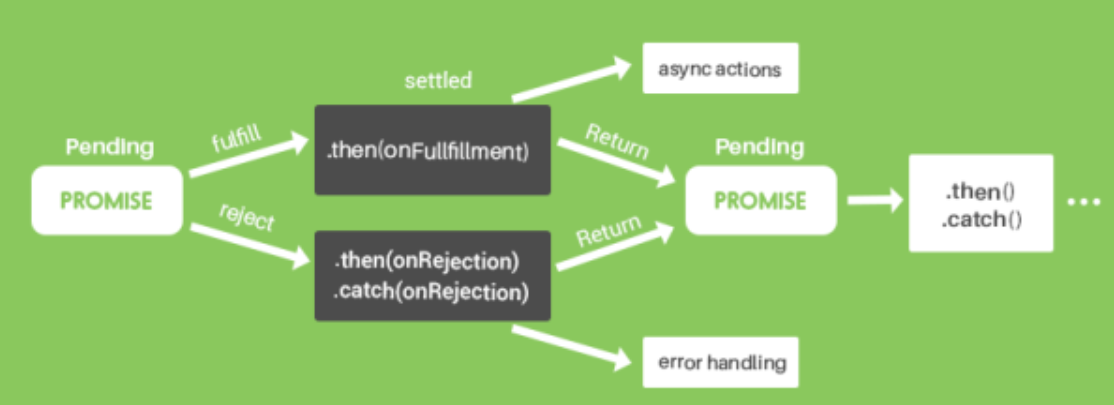 settled
async actions
Pending
fulfill
.then(onFullfillment)
Return
Pending
PROMISE
PROMISE
.then()
.catch()
...
reject
Return
.then(onRejection)
.catch(onRejection)
error handling